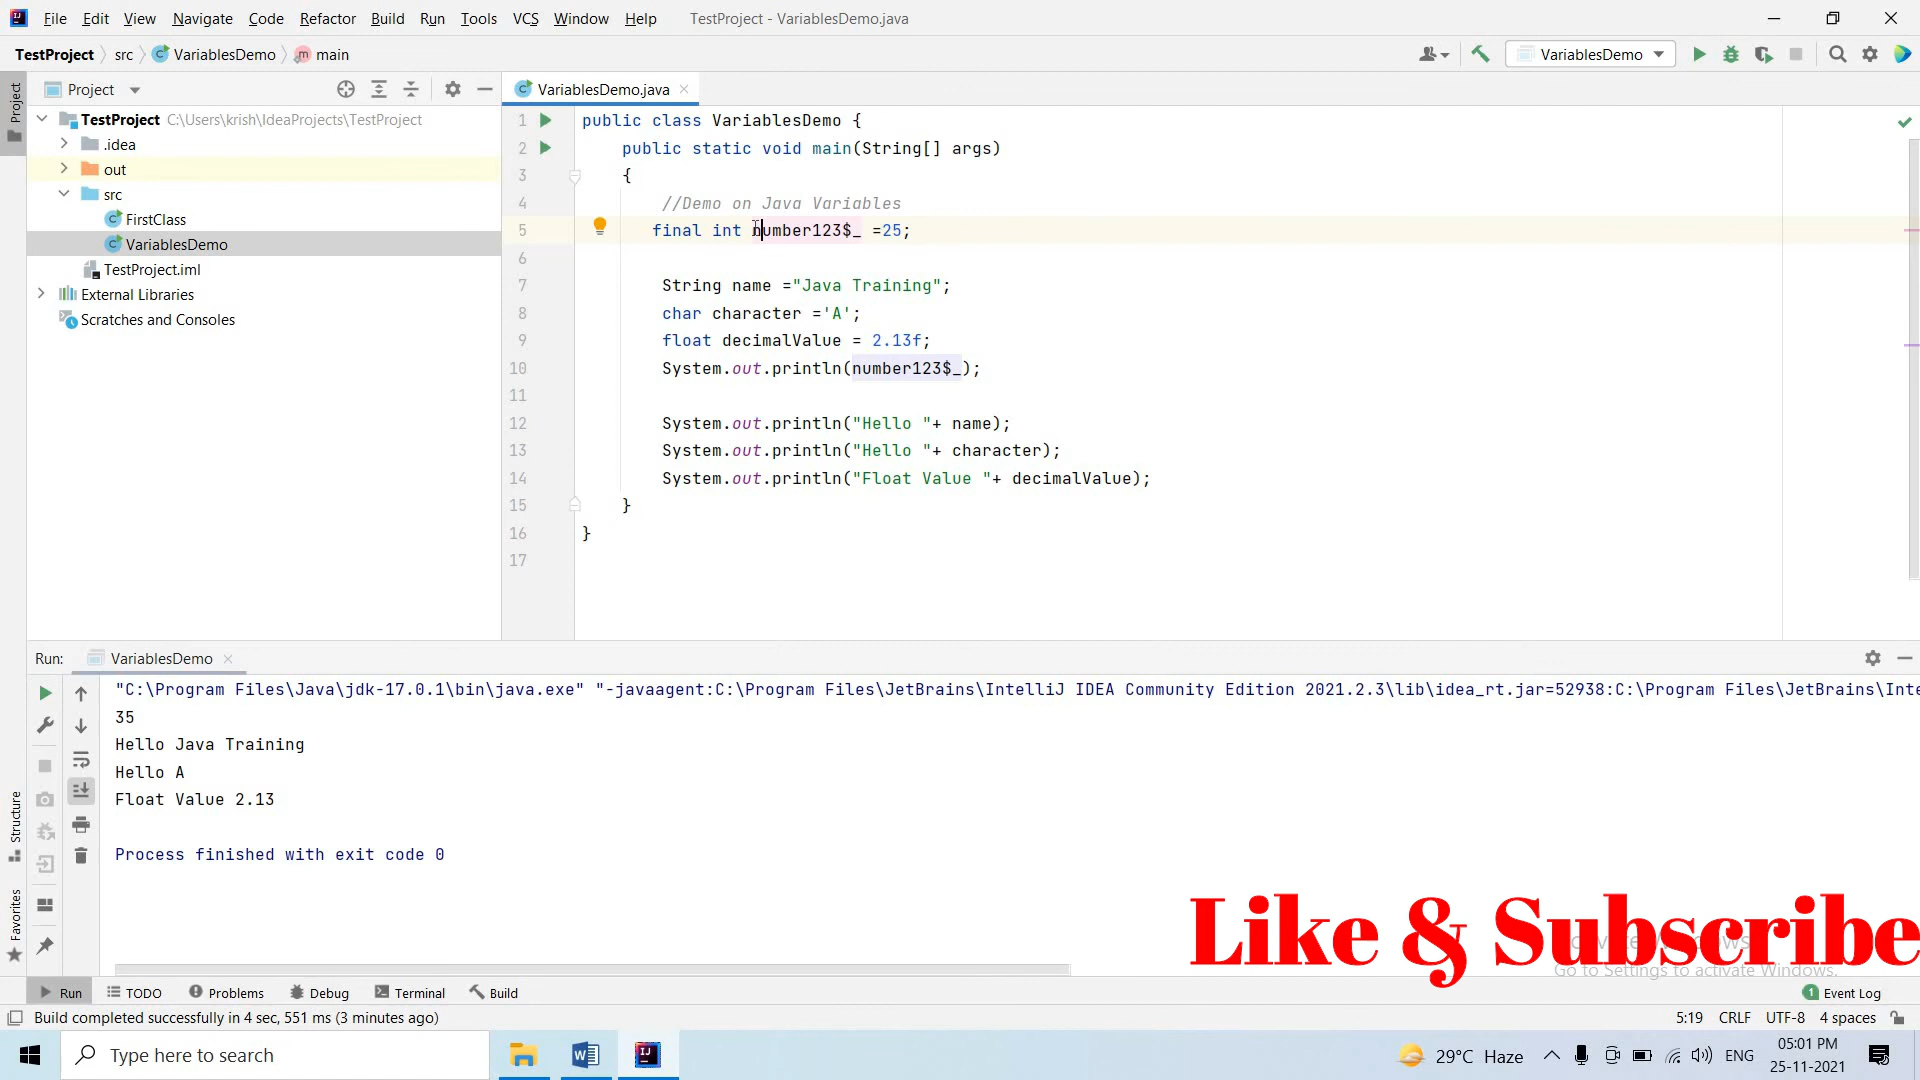 File Edit View Navigate Code Refactor Build Run Tools VCS Window Help TestProject - VariablesDemo.java
TestProject src VariablesDemo main VariablesDemo
Project VariablesDemo.java
TestProject C:\Users\krish\IdeaProjects\TestProject
.idea
out
src
FirstClass
VariablesDemo
TestProject.iml
External Libraries
Scratches and Consoles
Project
Structure
Favorites
1 public class VariablesDemo {
2 public static void main(String[] args)
3 {
4 //Demo on Java Variables
5 final int number123$_ =25;
6
7 String name ="Java Training";
8 char character ='A';
9 float decimalValue = 2.13f;
10 System.out.println(number123$_);
11
12 System.out.println("Hello "+ name);
13 System.out.println("Hello "+ character);
14 System.out.println("Float Value "+ decimalValue);
15 }
16 }
17
Run: VariablesDemo
"C:\Program Files\Java\jdk-17.0.1\bin\java.exe" "-javaagent:C:\Program Files\JetBrains\IntelliJ IDEA Community Edition 2021.2.3\lib\idea_rt.jar=52938:C:\Program Files\JetBrains\Inte
35
Hello Java Training
Hello A
Float Value 2.13
Process finished with exit code 0
Like & Subscribe
Go to Settings to activate Windows.
Run TODO Problems Debug Terminal Build 1 Event Log
Build completed successfully in 4 sec, 551 ms (3 minutes ago) 5:19 CRLF UTF-8 4 spaces
Type here to search 29°C Haze ENG 05:01 PM
25-11-2021